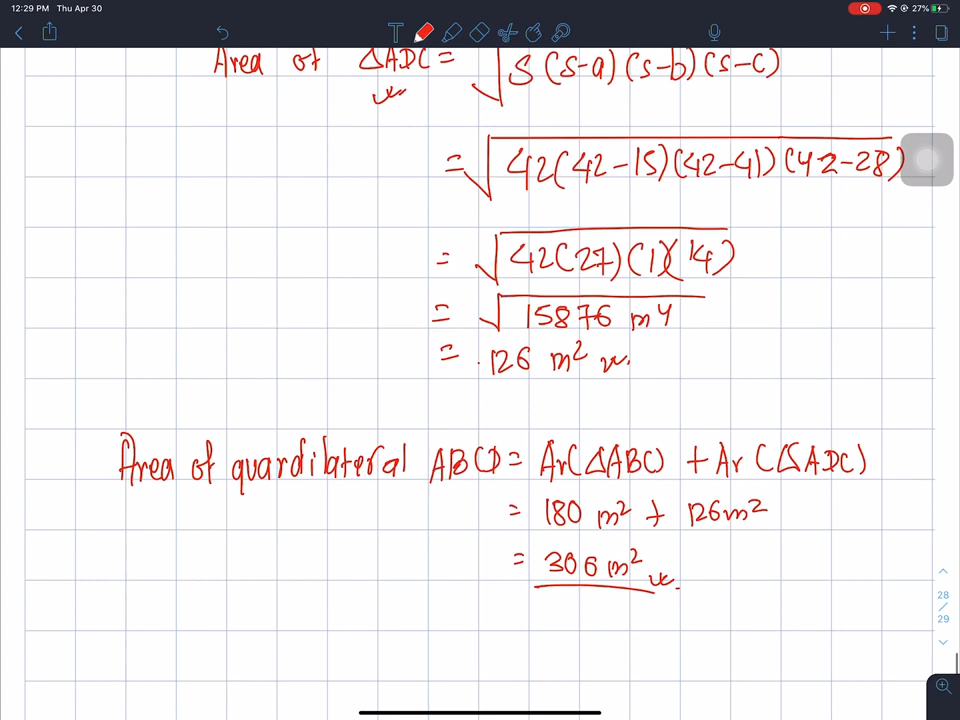 12:29 PM Thu Apr 30
27%
Area of ΔADC = √S(S-a)(s-b)(s-c)
= √42(42-15)(42-41)(42-28)
= √42(27)(1)(14)
= √15876 m4
= 126 m²
Area of quardilateral ABCD = Ar(ΔABC) + Ar(ΔADC)
= 180 m² + 126m²
= 306 m²
28
/
29